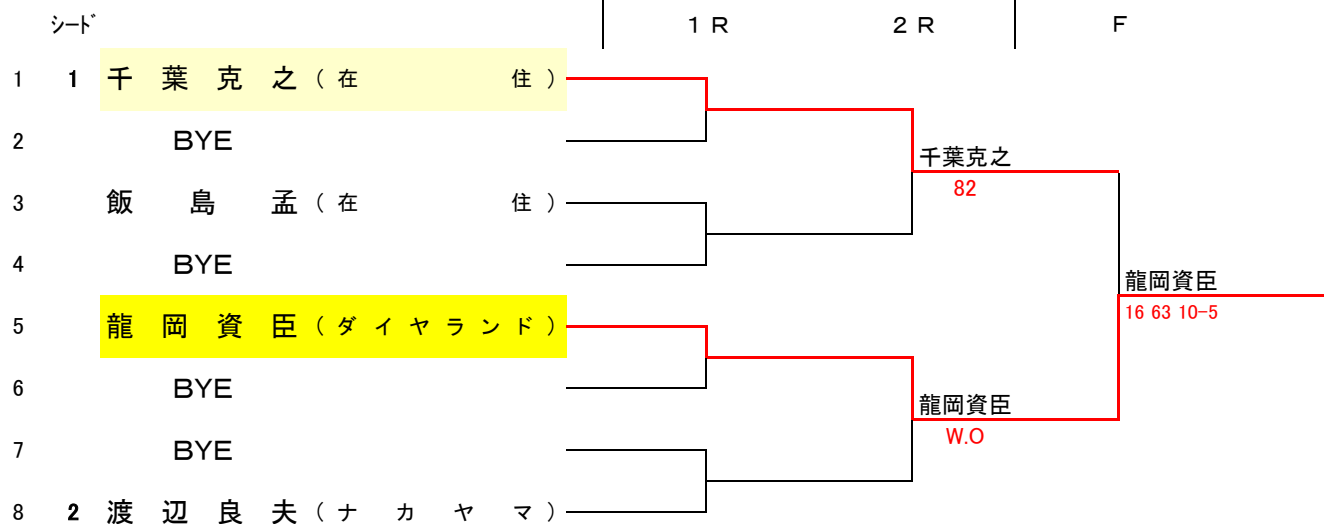 シード 1R 2R F
1 1 千葉克之(在住)
2 BYE
千葉克之
82
3 飯島孟(在住)
4 BYE
龍岡資臣
16 63 10-5
5 龍岡資臣(ダイヤランド)
6 BYE
龍岡資臣
W.O
7 BYE
8 2 渡辺良夫(ナカヤマ)